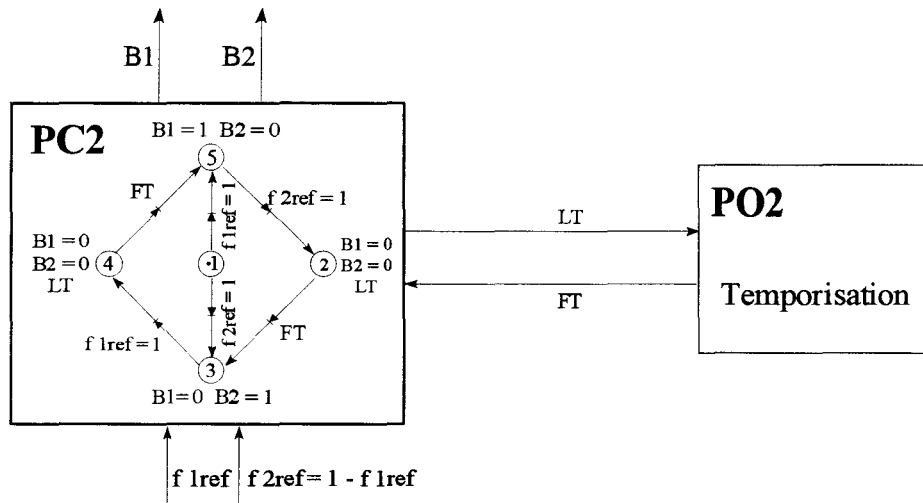 B1
B2
PC2
B1 = 1 B2 = 0
5
FT
f 1ref = 1
f 2ref = 1
B1 = 0
B2 = 0
LT
4
·1
2
B1 = 0
B2 = 0
LT
f 1ref = 1
f 2ref = 1
FT
3
B1 = 0 B2 = 1
LT
FT
PO2
Temporisation
f 1ref
f 2ref = 1 - f 1ref